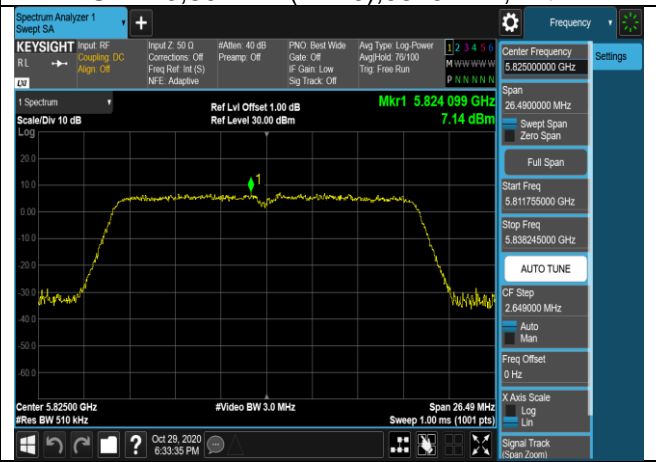 Spectrum Analyzer 1
Swept SA
+
Frequency
KEYSIGHT
RL
LXI
Input: RF
Coupling: DC
Align: Off
Input Z: 50 Ω
Corrections: Off
Freq Ref: Int (S)
NFE: Adaptive
#Atten: 40 dB
Preamp: Off
PNO: Best Wide
Gate: Off
IF Gain: Low
Sig Track: Off
Avg Type: Log-Power
Avg|Hold: 76/100
Trig: Free Run
1 2 3 4 5 6
M W W W W W
P N N N N N
1 Spectrum
Scale/Div 10 dB
Ref Lvl Offset 1.00 dB
Ref Level 30.00 dBm
Mkr1 5.824 099 GHz
7.14 dBm
Log
20.0
10.0
0.00
-10.0
-20.0
-30.0
-40.0
-50.0
-60.0
1
Center 5.82500 GHz
#Res BW 510 kHz
#Video BW 3.0 MHz
Span 26.49 MHz
Sweep 1.00 ms (1001 pts)
Oct 29, 2020
6:33:35 PM
?
Center Frequency
5.825000000 GHz
Span
26.4900000 MHz
Swept Span
Zero Span
Full Span
Start Freq
5.811755000 GHz
Stop Freq
5.838245000 GHz
AUTO TUNE
CF Step
2.649000 MHz
Auto
Man
Freq Offset
0 Hz
X Axis Scale
Log
Lin
Signal Track
(Span Zoom)
Settings